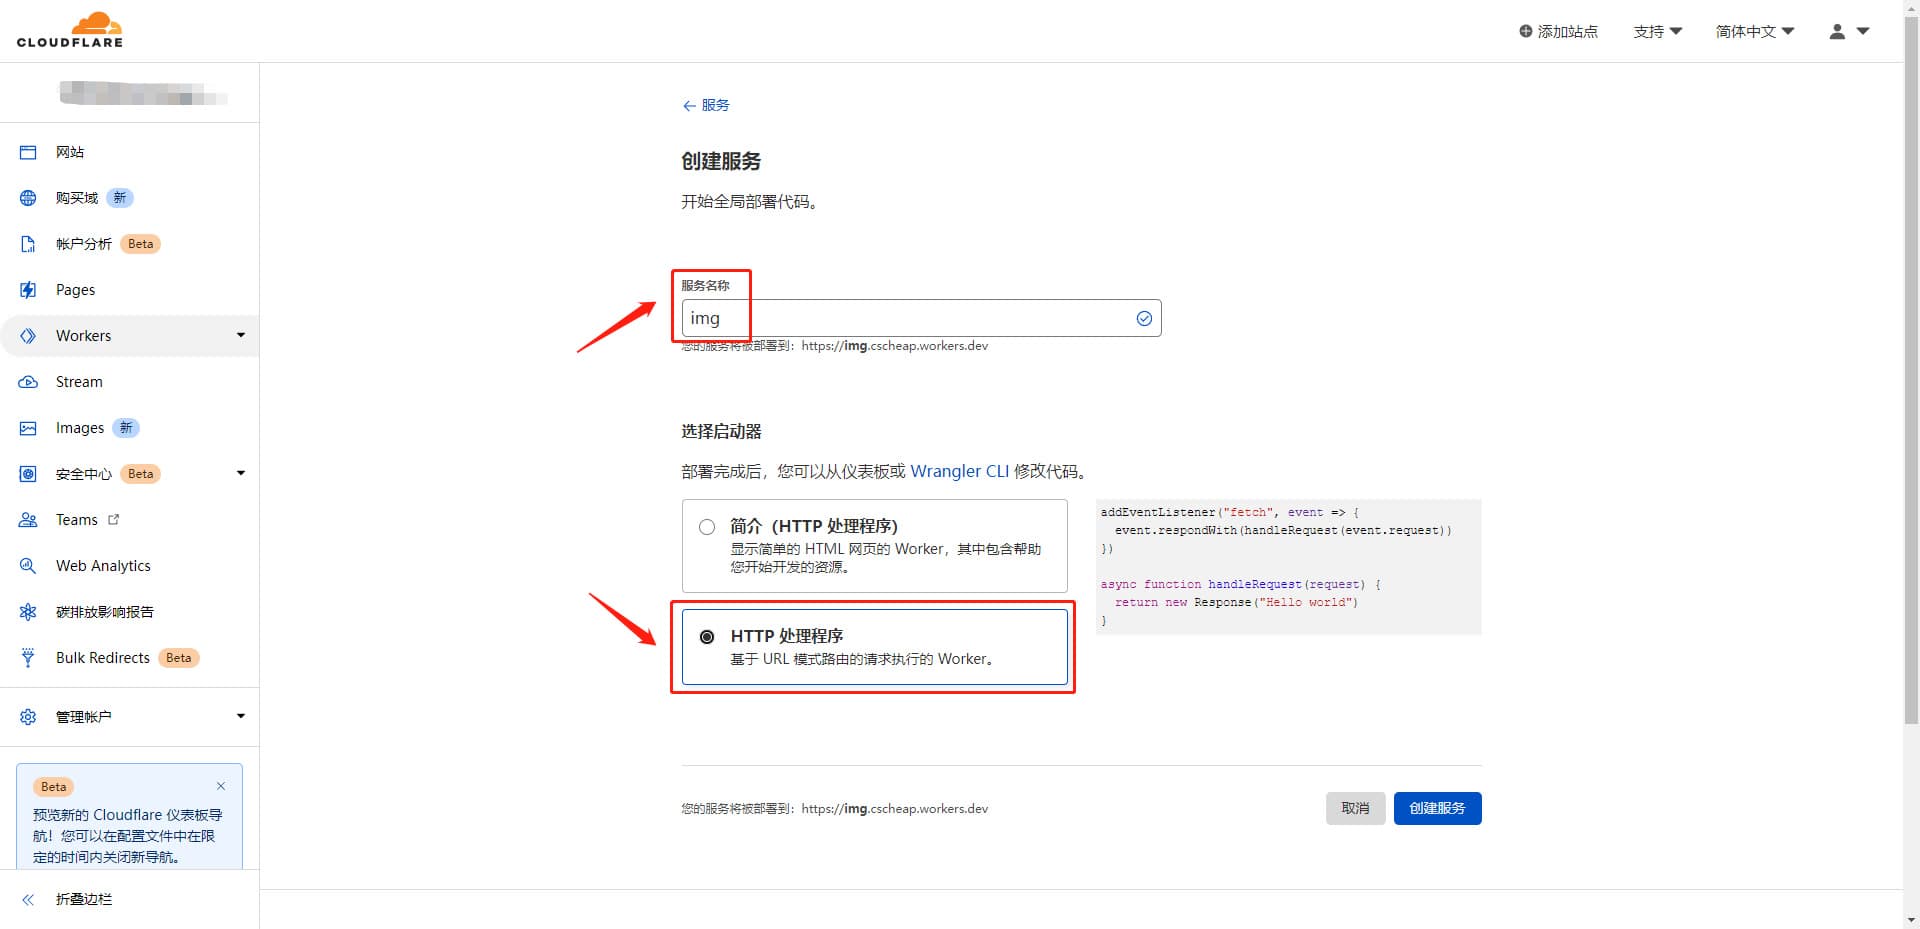 CLOUDFLARE
添加站点
支持
简体中文
网站
购买域 新
帐户分析 Beta
Pages
Workers
Stream
Images 新
安全中心 Beta
Teams
Web Analytics
碳排放影响报告
Bulk Redirects Beta
管理帐户
Beta
预览新的 Cloudflare 仪表板导
航！您可以在配置文件中在限
定的时间内关闭新导航。
折叠边栏
服务
创建服务
开始全局部署代码。
服务名称
img
您的服务将被部署到：https://img.cscheap.workers.dev
选择启动器
部署完成后，您可以从仪表板或 Wrangler CLI 修改代码。
简介（HTTP 处理程序）
显示简单的 HTML 网页的 Worker，其中包含帮助
您开始开发的资源。
HTTP 处理程序
基于 URL 模式路由的请求执行的 Worker。
addEventListener("fetch", event => {
  event.respondWith(handleRequest(event.request))
})
async function handleRequest(request) {
  return new Response("Hello world")
}
您的服务将被部署到：https://img.cscheap.workers.dev
取消
创建服务